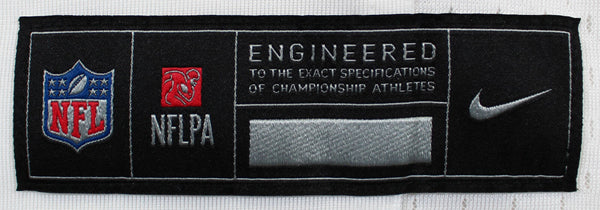 NFL
NFLPA
ENGINEERED
TO THE EXACT SPECIFICATIONS
OF CHAMPIONSHIP ATHLETES